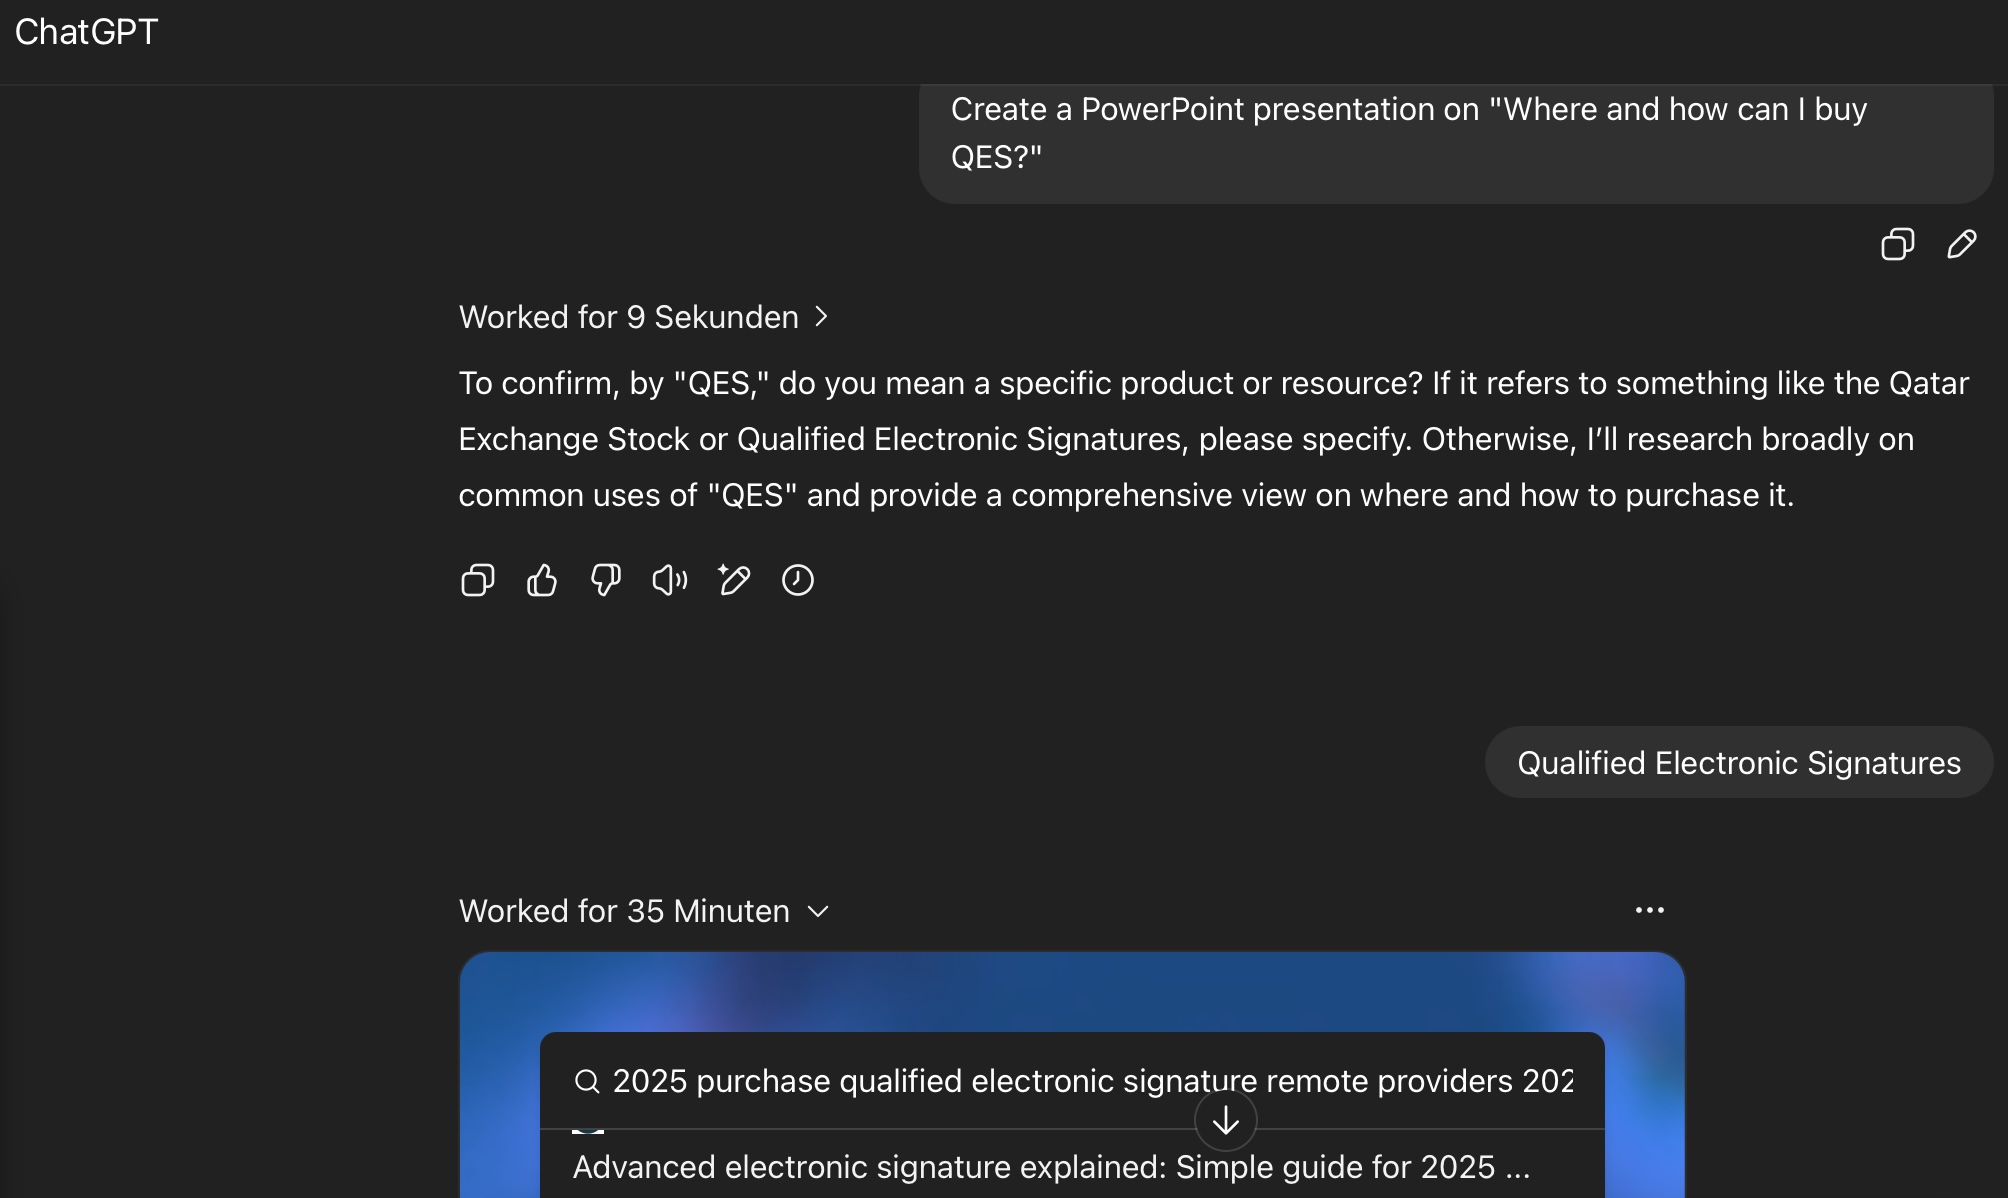 ChatGPT
Create a PowerPoint presentation on "Where and how can I buy
QES?"
Worked for 9 Sekunden
To confirm, by "QES," do you mean a specific product or resource? If it refers to something like the Qatar
Exchange Stock or Qualified Electronic Signatures, please specify. Otherwise, I’ll research broadly on
common uses of "QES" and provide a comprehensive view on where and how to purchase it.
Qualified Electronic Signatures
Worked for 35 Minuten
2025 purchase qualified electronic signature remote providers 202
Advanced electronic signature explained: Simple guide for 2025 ...